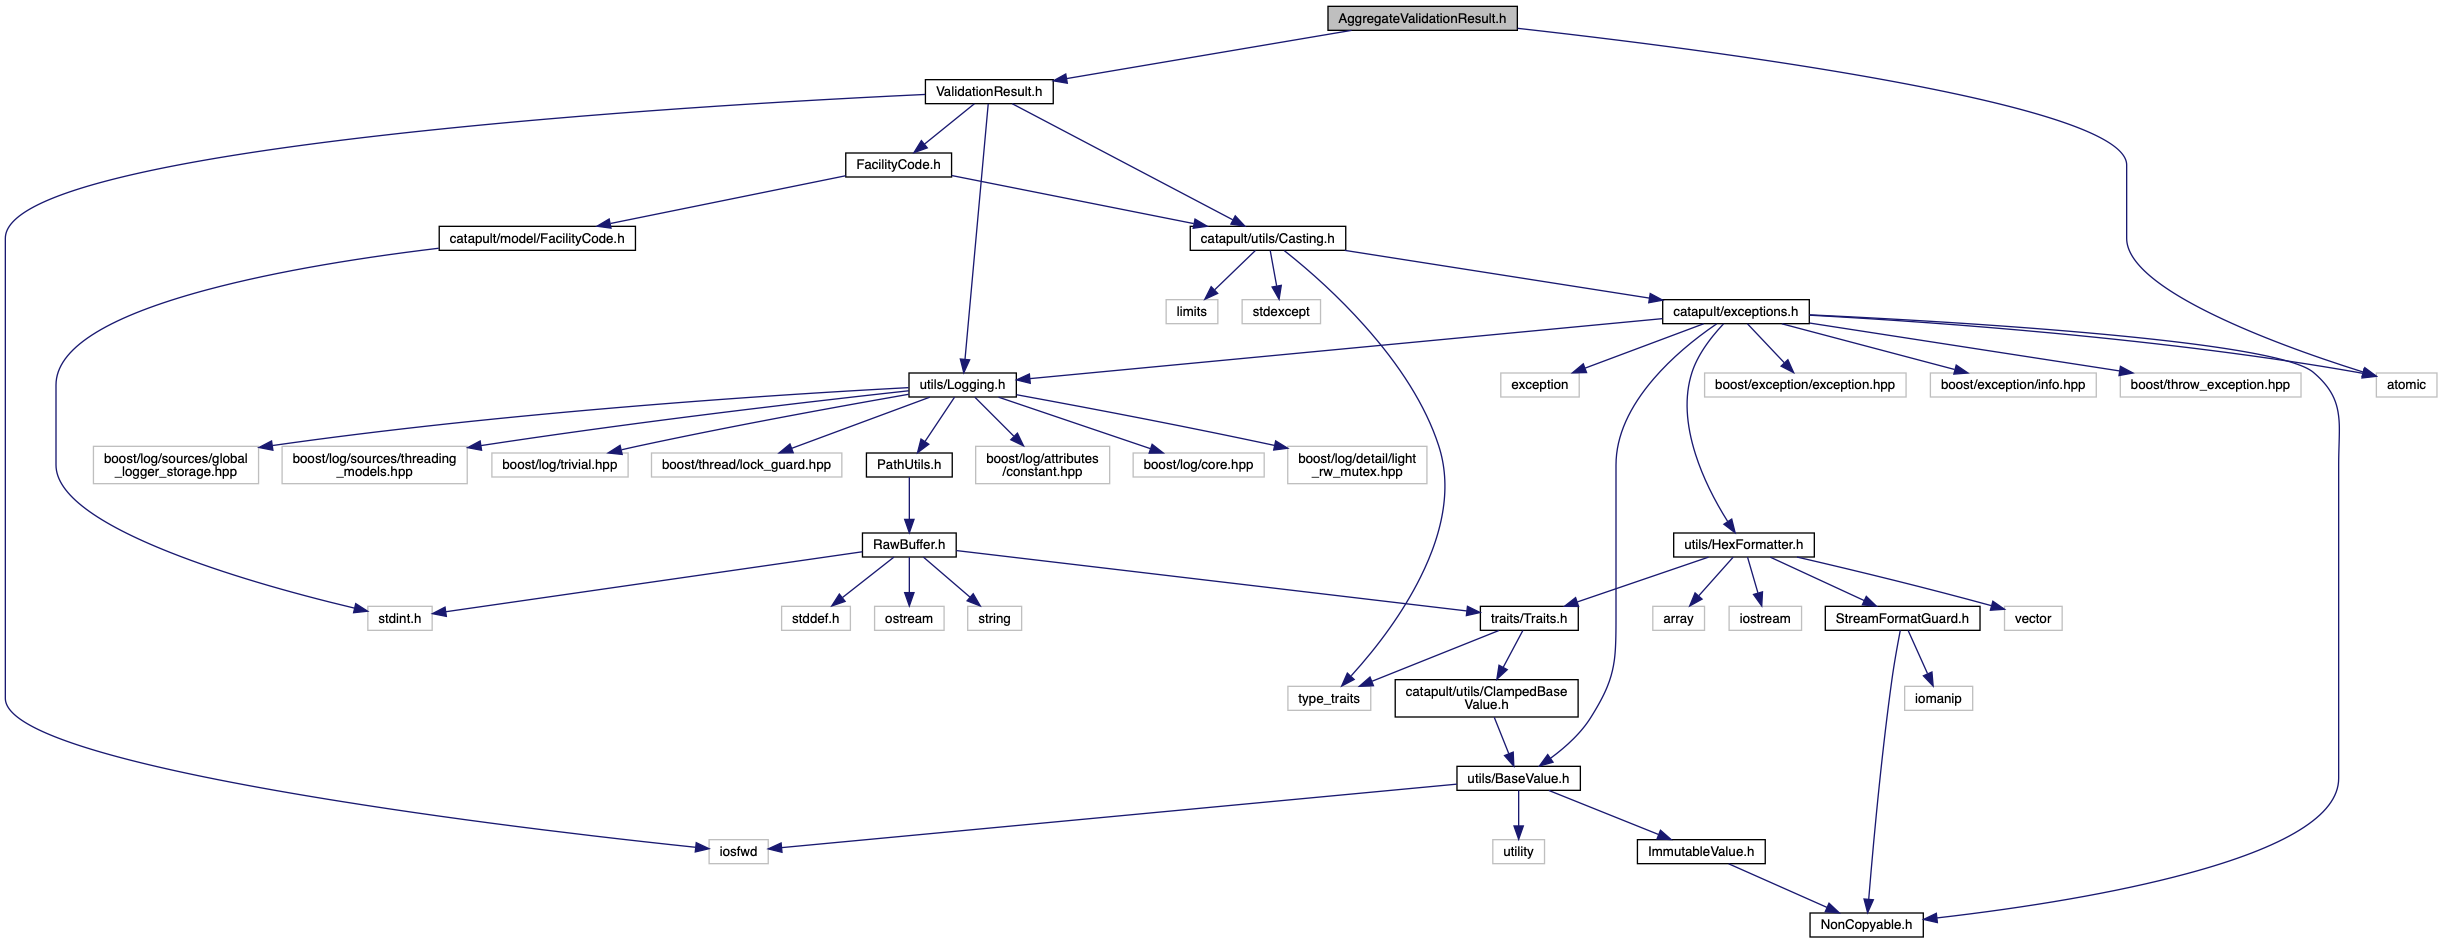 AggregateValidationResult.h
ValidationResult.h
FacilityCode.h
catapult/model/FacilityCode.h
catapult/utils/Casting.h
limits
stdexcept
catapult/exceptions.h
utils/Logging.h
exception
boost/exception/exception.hpp
boost/exception/info.hpp
boost/throw_exception.hpp
atomic
boost/log/sources/global
_logger_storage.hpp
boost/log/sources/threading
_models.hpp
boost/log/trivial.hpp
boost/thread/lock_guard.hpp
PathUtils.h
boost/log/attributes
/constant.hpp
boost/log/core.hpp
boost/log/detail/light
_rw_mutex.hpp
RawBuffer.h
utils/HexFormatter.h
stdint.h
stddef.h
ostream
string
traits/Traits.h
array
iostream
StreamFormatGuard.h
vector
type_traits
catapult/utils/ClampedBase
Value.h
iomanip
utils/BaseValue.h
iosfwd
utility
ImmutableValue.h
NonCopyable.h